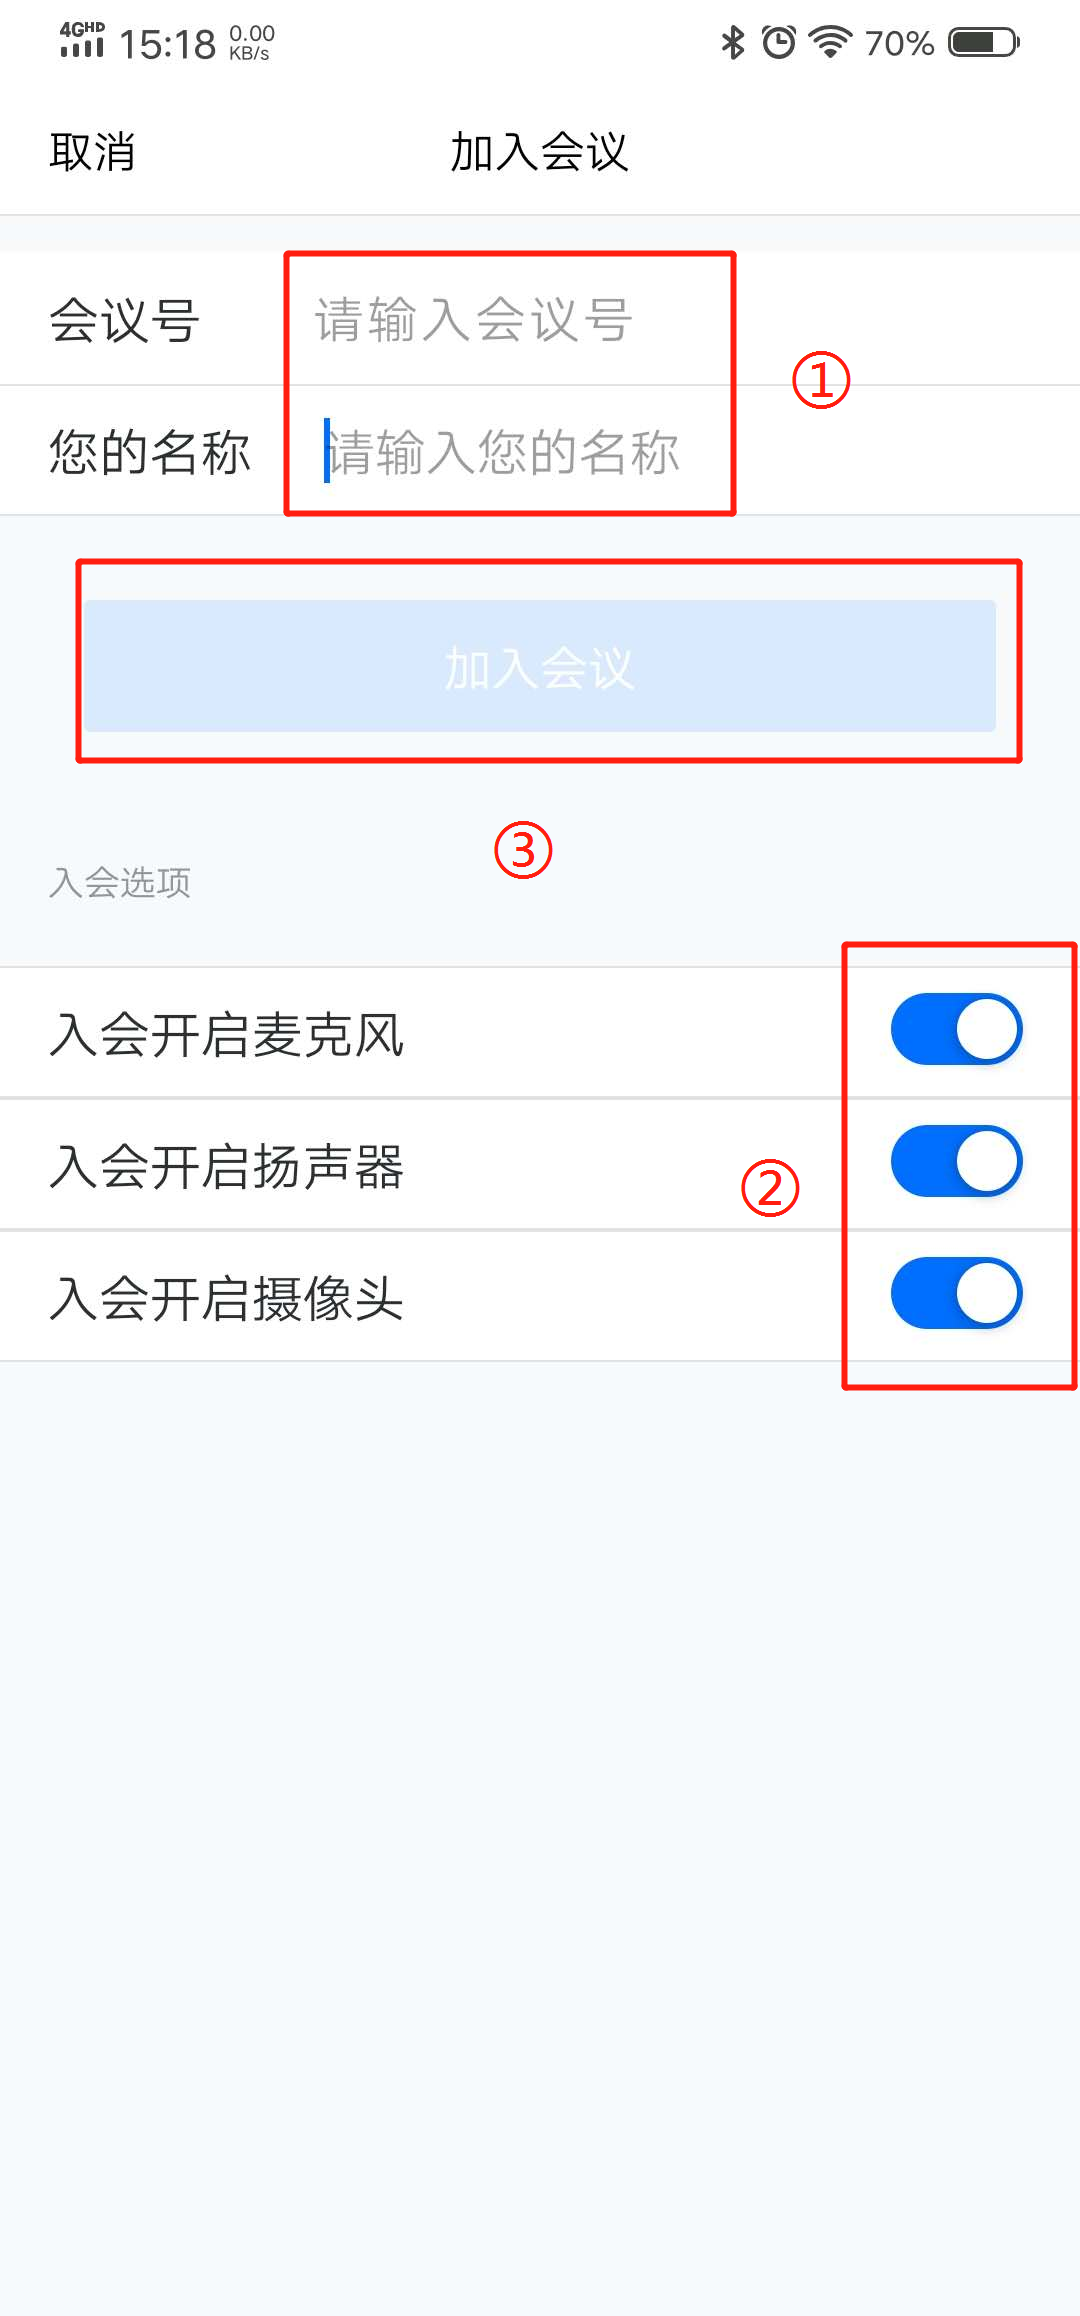 4GHD 15:18 0.00 KB/s 70%
取消 加入会议
会议号 请输入会议号
①
您的名称 请输入您的名称
加入会议
③
入会选项
入会开启麦克风
入会开启扬声器
②
入会开启摄像头